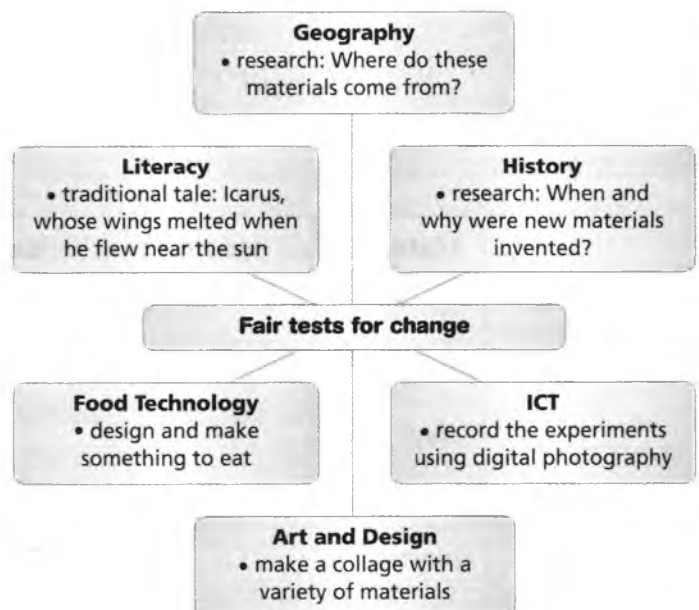 Geography
• research: Where do these
materials come from?
Literacy
• traditional tale: Icarus,
whose wings melted when
he flew near the sun
History
• research: When and
why were new materials
invented?
Fair tests for change
Food Technology
• design and make
something to eat
ICT
• record the experiments
using digital photography
Art and Design
• make a collage with a
variety of materials